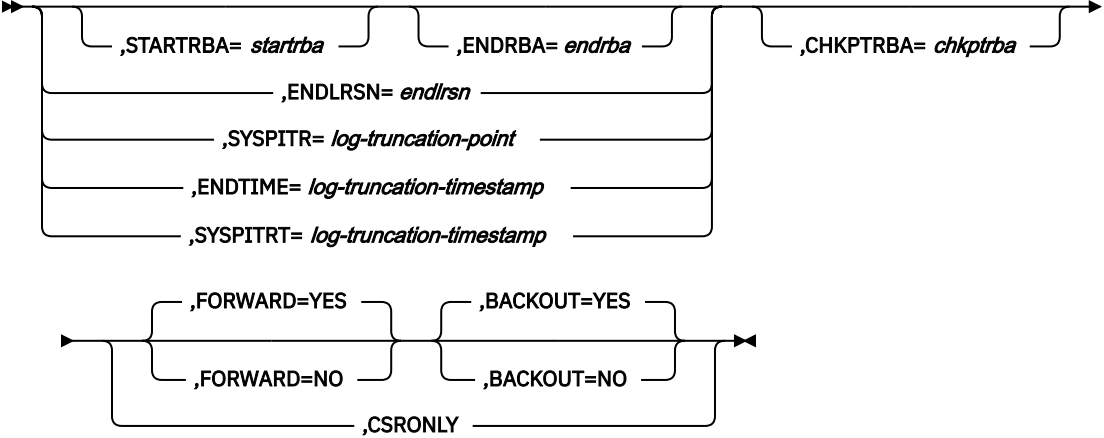 ,STARTRBA= startrba ,ENDRBA= endrba ,CHKPTRBA= chkptrba
,ENDLRSN= endlrsn
,SYSPITR= log-truncation-point
,ENDTIME= log-truncation-timestamp
,SYSPITRT= log-truncation-timestamp
,FORWARD=YES ,BACKOUT=YES
,FORWARD=NO ,BACKOUT=NO
,CSRONLY